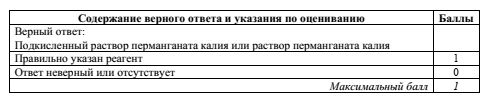 Содержание верного ответа и указания по оцениванию Баллы
Верный ответ:
Подкисленный раствор перманганата калия или раствор перманганата калия
Правильно указан реагент 1
Ответ неверный или отсутствует 0
Максимальный балл 1